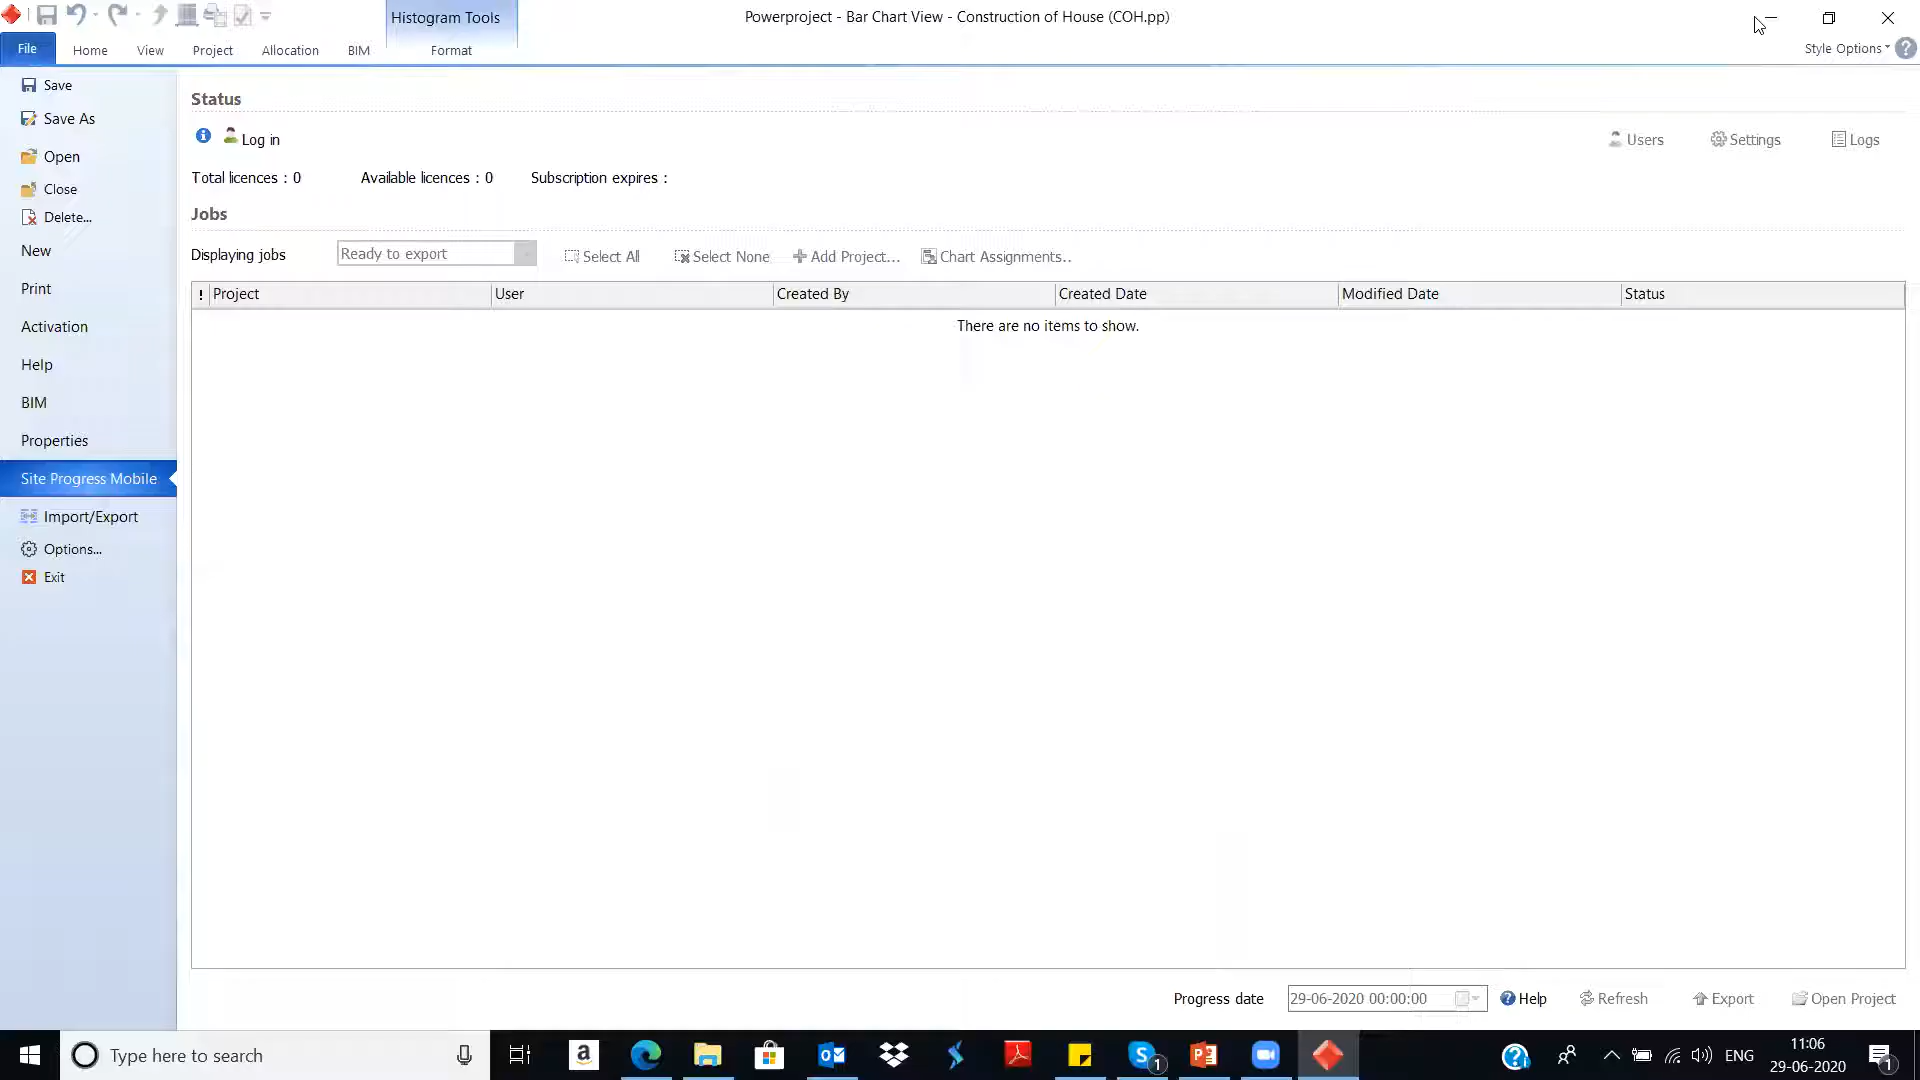 Histogram Tools
Powerproject - Bar Chart View - Construction of House (COH.pp)
File
Home
View
Project
Allocation
BIM
Format
Style Options
Save
Save As
Open
Close
Delete...
New
Print
Activation
Help
BIM
Properties
Site Progress Mobile
Import/Export
Options...
Exit
Status
Log in
Users
Settings
Logs
Total licences : 0
Available licences : 0
Subscription expires :
Jobs
Displaying jobs
Ready to export
Select All
Select None
Add Project...
Chart Assignments..
! Project
User
Created By
Created Date
Modified Date
Status
There are no items to show.
Progress date
29-06-2020 00:00:00
Help
Refresh
Export
Open Project
Type here to search
1
ENG
11:06
29-06-2020
1